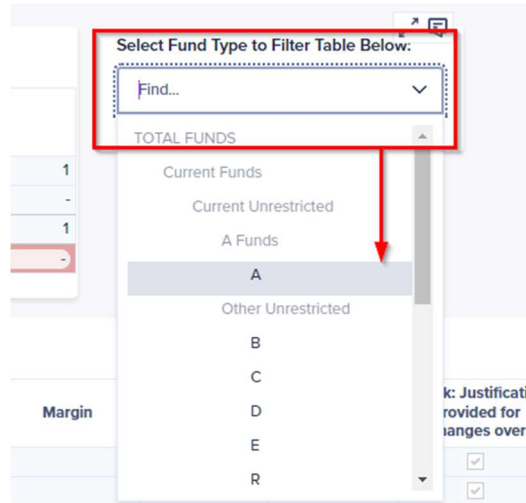 Select Fund Type to Filter Table Below:
Find...
TOTAL FUNDS
Current Funds
Current Unrestricted
A Funds
A
Other Unrestricted
B
C
D
E
R
1
-
1
-
Margin
k: Justificati
rovided for
anges over